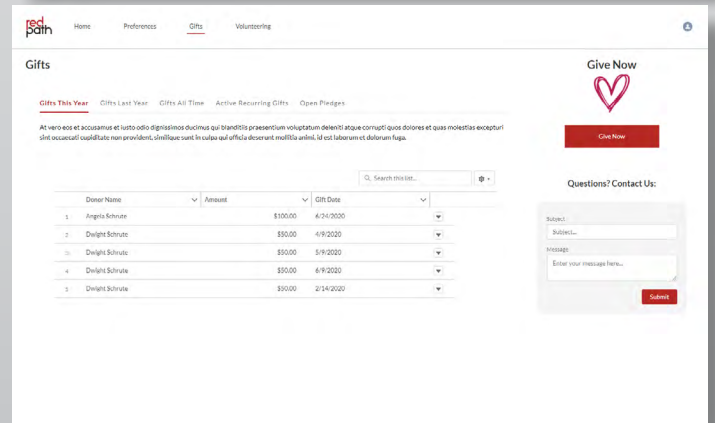 red
path
Home Preferences Gifts Volunteering
Gifts
Gifts This Year Gifts Last Year Gifts All Time Active Recurring Gifts Open Pledges
At vero eos et accusamus et iusto odio dignissimos ducimus qui blanditiis praesentium voluptatum deleniti atque corrupti quos dolores et quas molestias excepturi
sint occaecati cupiditate non provident, similique sunt in culpa qui officia deserunt mollitia animi, id est laborum et dolorum fuga.
Search this list...
Donor Name Amount Gift Date
1 Angela Schrute $100.00 6/24/2020
2 Dwight Schrute $50.00 4/9/2020
3 Dwight Schrute $50.00 5/9/2020
4 Dwight Schrute $50.00 6/9/2020
5 Dwight Schrute $50.00 2/14/2020
Give Now
Give Now
Questions? Contact Us:
Subject
Subject...
Message
Enter your message here...
Submit